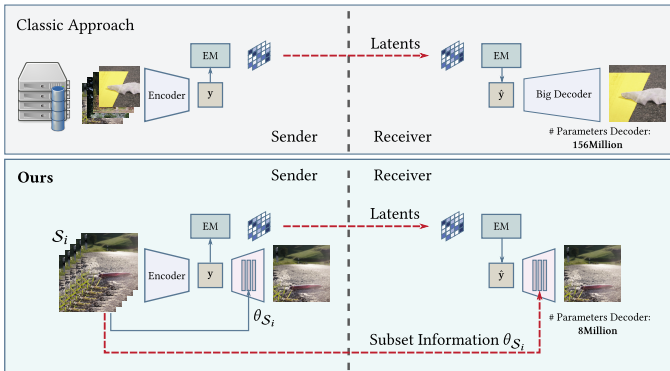 Classic Approach
EM
Latents
EM
Encoder
y
ŷ
Big Decoder
Sender
Receiver
# Parameters Decoder:
156Million
Ours
Sender
Receiver
Latents
EM
EM
𝒮ᵢ
Encoder
y
ŷ
θ𝒮ᵢ
# Parameters Decoder:
8Million
Subset Information θ𝒮ᵢ